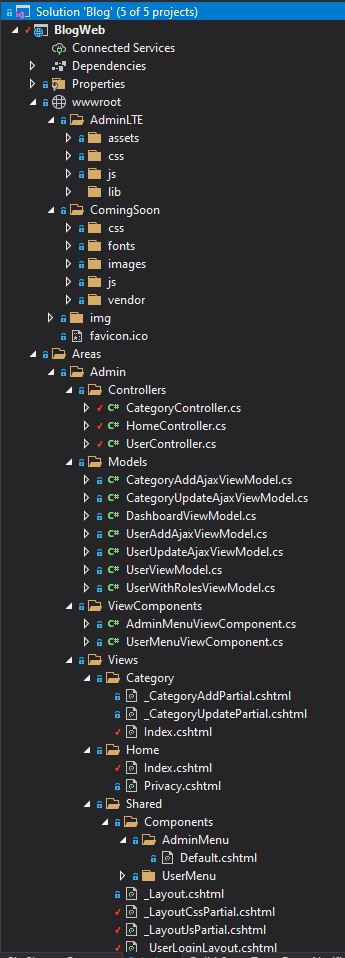 Solution 'Blog' (5 of 5 projects)
BlogWeb
Connected Services
Dependencies
Properties
wwwroot
AdminLTE
assets
css
js
lib
ComingSoon
css
fonts
images
js
vendor
img
favicon.ico
Areas
Admin
Controllers
C# CategoryController.cs
C# HomeController.cs
C# UserController.cs
Models
C# CategoryAddAjaxViewModel.cs
C# CategoryUpdateAjaxViewModel.cs
C# DashboardViewModel.cs
C# UserAddAjaxViewModel.cs
C# UserUpdateAjaxViewModel.cs
C# UserViewModel.cs
C# UserWithRolesViewModel.cs
ViewComponents
C# AdminMenuViewComponent.cs
C# UserMenuViewComponent.cs
Views
Category
_CategoryAddPartial.cshtml
_CategoryUpdatePartial.cshtml
Index.cshtml
Home
Index.cshtml
Privacy.cshtml
Shared
Components
AdminMenu
Default.cshtml
UserMenu
_Layout.cshtml
_LayoutCssPartial.cshtml
_LayoutJsPartial.cshtml
_UserLoginLayout.cshtml